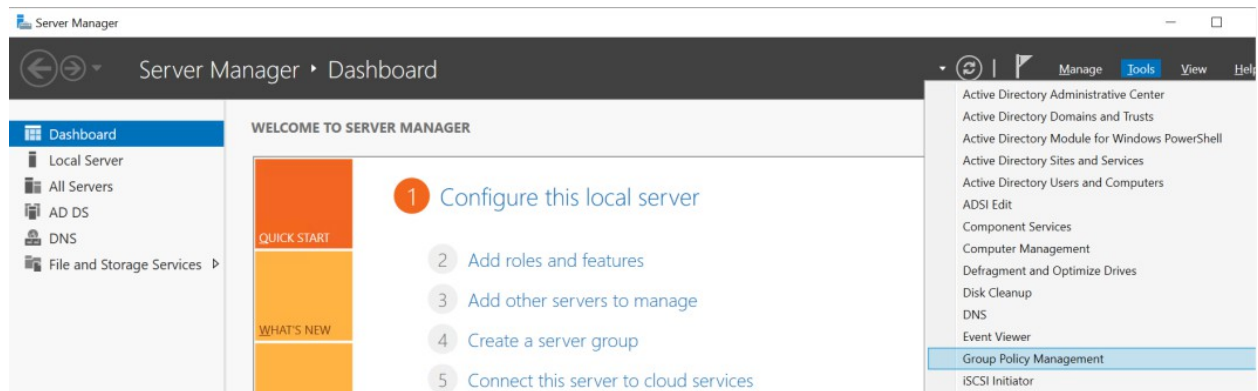 Server Manager
Server Manager • Dashboard
Manage Tools View Help
Dashboard
Local Server
All Servers
AD DS
DNS
File and Storage Services
WELCOME TO SERVER MANAGER
QUICK START
WHAT'S NEW
1 Configure this local server
2 Add roles and features
3 Add other servers to manage
4 Create a server group
5 Connect this server to cloud services
Active Directory Administrative Center
Active Directory Domains and Trusts
Active Directory Module for Windows PowerShell
Active Directory Sites and Services
Active Directory Users and Computers
ADSI Edit
Component Services
Computer Management
Defragment and Optimize Drives
Disk Cleanup
DNS
Event Viewer
Group Policy Management
iSCSI Initiator